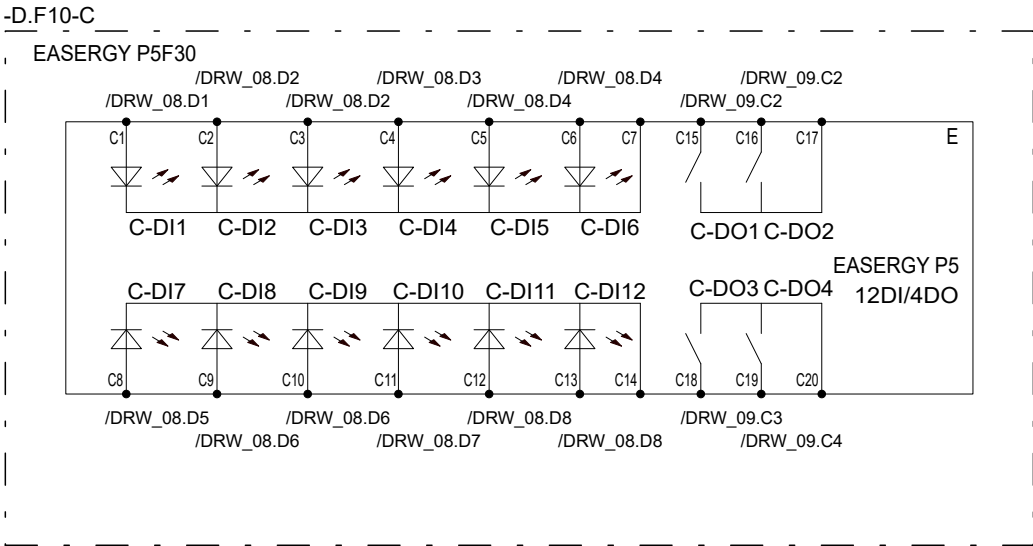 -D.F10-C
EASERGY P5F30
/DRW_08.D2 /DRW_08.D3 /DRW_08.D4 /DRW_09.C2
/DRW_08.D1 /DRW_08.D2 /DRW_08.D4 /DRW_09.C2
C1 C2 C3 C4 C5 C6 C7 C15 C16 C17 E
C-DI1 C-DI2 C-DI3 C-DI4 C-DI5 C-DI6 C-DO1 C-DO2
EASERGY P5
12DI/4DO
C-DI7 C-DI8 C-DI9 C-DI10 C-DI11 C-DI12 C-DO3 C-DO4
C8 C9 C10 C11 C12 C13 C14 C18 C19 C20
/DRW_08.D5 /DRW_08.D6 /DRW_08.D8 /DRW_09.C3
/DRW_08.D6 /DRW_08.D7 /DRW_08.D8 /DRW_09.C4